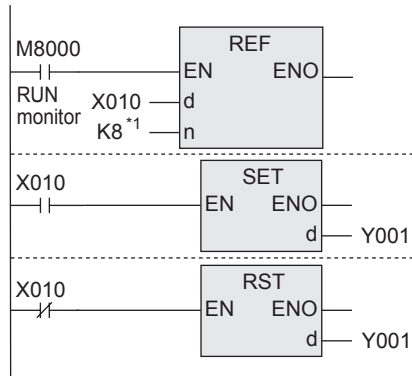 M8000
REF
EN ENO
RUN
monitor
X010 d
K8 *1 n
X010
SET
EN ENO
d Y001
X010
RST
EN ENO
d Y001